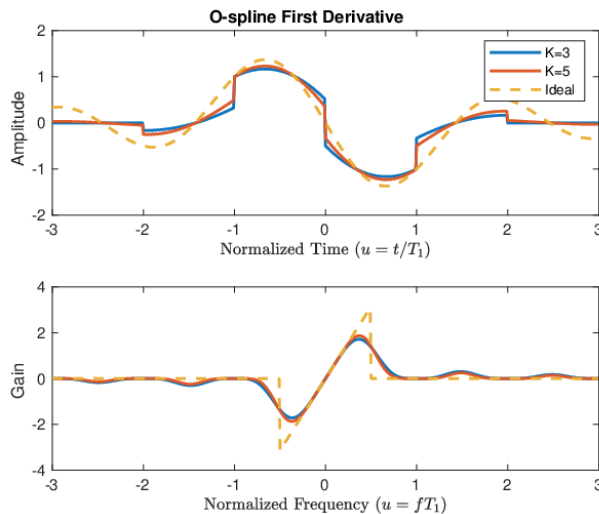 O-spline First Derivative
2
1
0
-1
-2
Amplitude
K=3
K=5
Ideal
-3 -2 -1 0 1 2 3
Normalized Time (u = t/T₁)
4
2
0
-2
-4
Gain
-3 -2 -1 0 1 2 3
Normalized Frequency (u = fT₁)